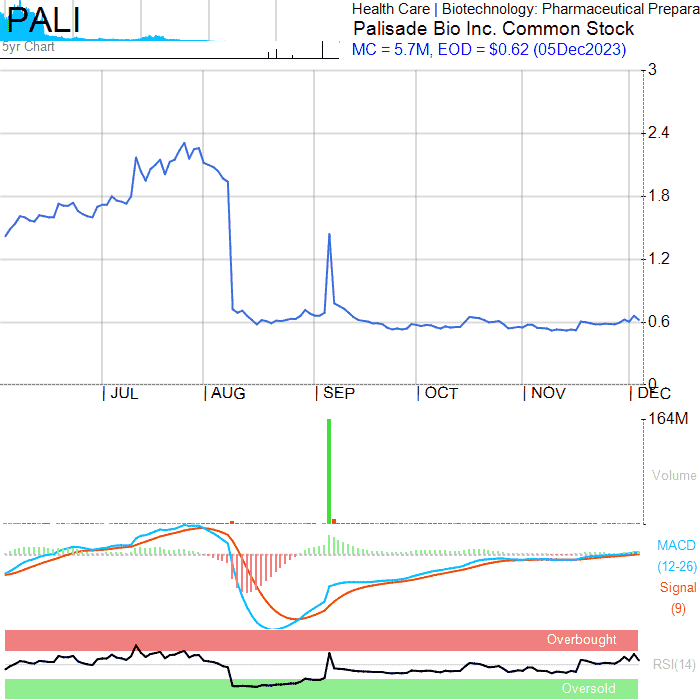 PALI
5yr Chart
Health Care | Biotechnology: Pharmaceutical Prepara
Palisade Bio Inc. Common Stock
MC = 5.7M, EOD = $0.62 (05Dec2023)
3
2.4
1.8
1.2
0.6
0
| JUL | AUG | SEP | OCT | NOV | DEC
164M
Volume
MACD
(12-26)
Signal
(9)
Overbought
RSI(14)
Oversold